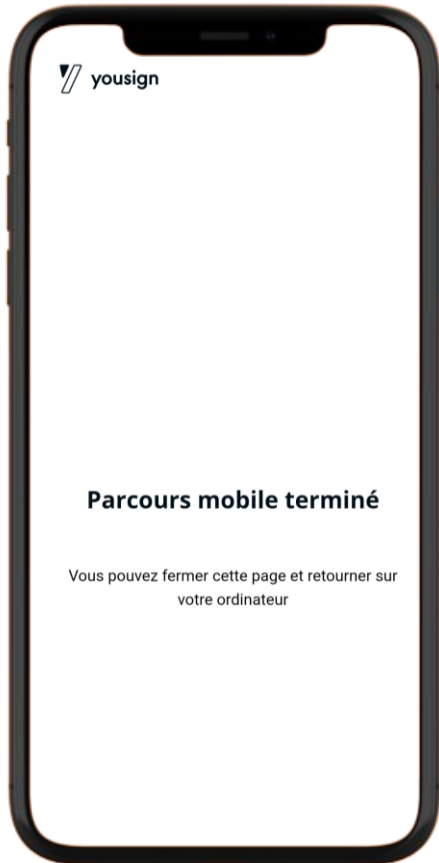 yousign
Parcours mobile terminé
Vous pouvez fermer cette page et retourner sur
votre ordinateur